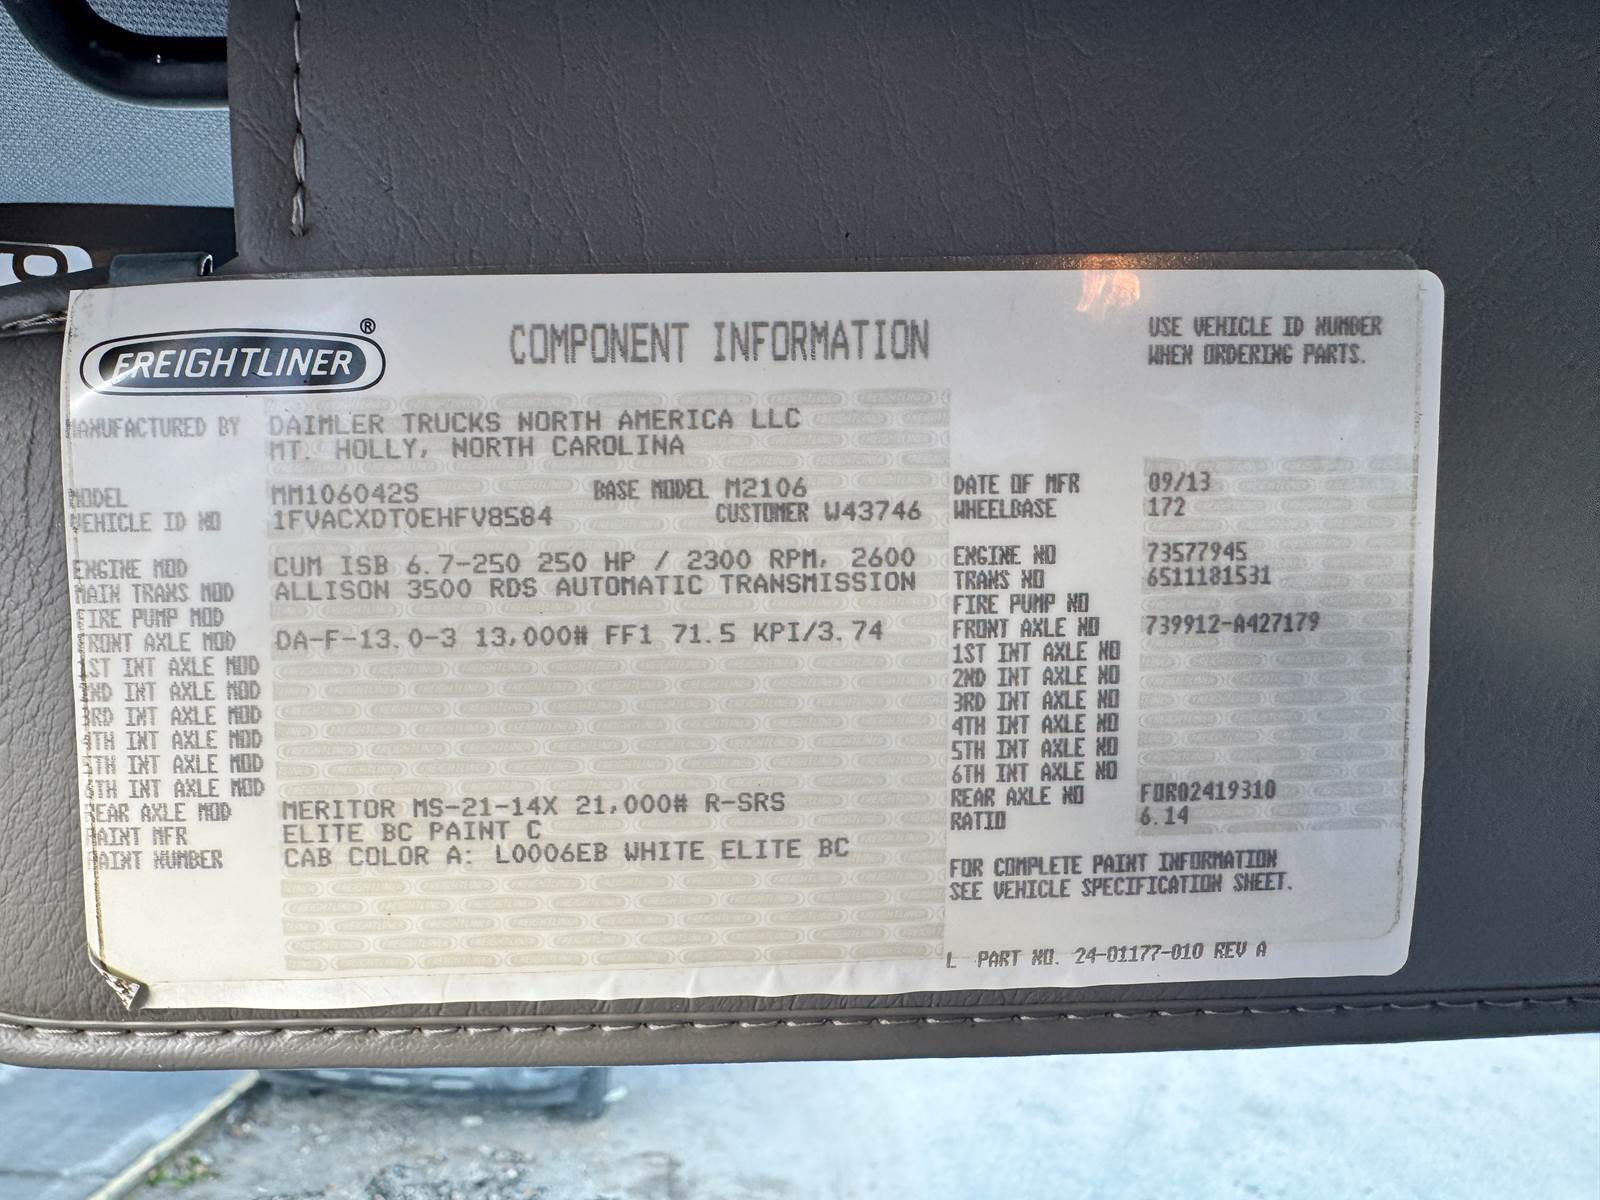 FREIGHTLINER®
COMPONENT INFORMATION
USE VEHICLE ID NUMBER
WHEN ORDERING PARTS.
MANUFACTURED BY DAIMLER TRUCKS NORTH AMERICA LLC
MT. HOLLY, NORTH CAROLINA
MODEL MM106042S BASE MODEL M2106 DATE OF MFR 09/13
VEHICLE ID NO 1FVACXDT0EHFV8584 CUSTOMER W43746 WHEELBASE 172
ENGINE MOD CUM ISB 6.7-250 250 HP / 2300 RPM, 2600 ENGINE NO 73577945
MAIN TRANS MOD ALLISON 3500 RDS AUTOMATIC TRANSMISSION TRANS NO 6511181531
FIRE PUMP MOD FIRE PUMP NO
FRONT AXLE MOD DA-F-13.0-3 13,000# FF1 71.5 KPI/3.74 FRONT AXLE NO 739912-A427179
1ST INT AXLE MOD 1ST INT AXLE NO
2ND INT AXLE MOD 2ND INT AXLE NO
3RD INT AXLE MOD 3RD INT AXLE NO
4TH INT AXLE MOD 4TH INT AXLE NO
5TH INT AXLE MOD 5TH INT AXLE NO
6TH INT AXLE MOD 6TH INT AXLE NO
REAR AXLE MOD MERITOR MS-21-14X 21,000# R-SRS REAR AXLE NO FOR02419310
PAINT MFR ELITE BC PAINT C RATIO 6.14
PAINT NUMBER CAB COLOR A: L0006EB WHITE ELITE BC
FOR COMPLETE PAINT INFORMATION
SEE VEHICLE SPECIFICATION SHEET.
L PART NO. 24-01177-010 REV A